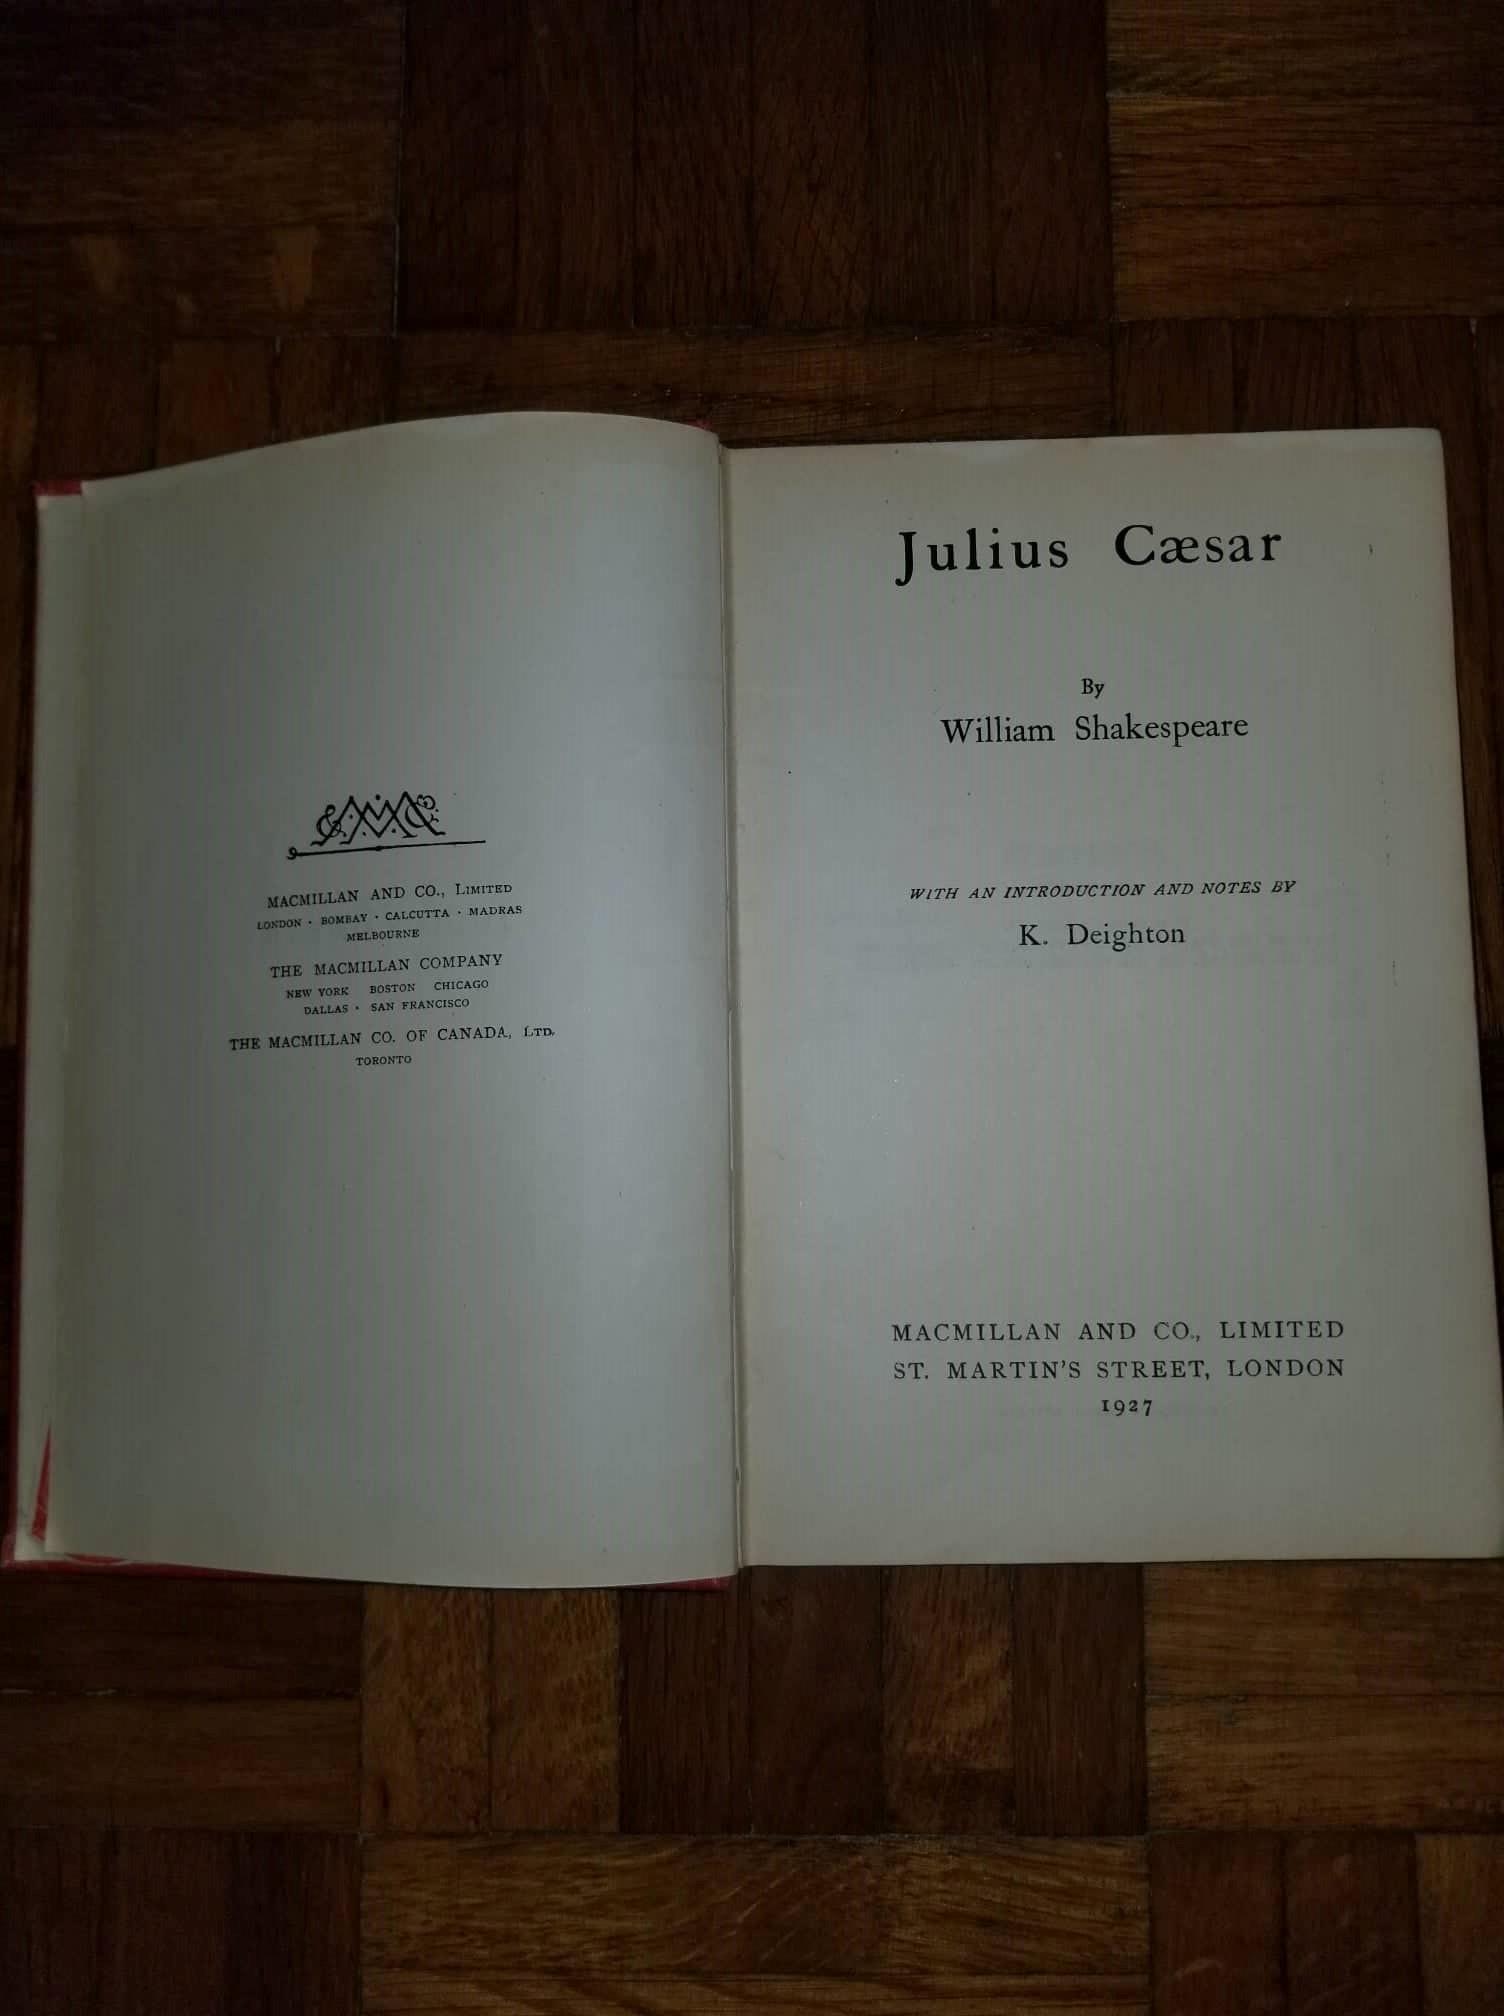 MACMILLAN AND CO., LIMITED
LONDON · BOMBAY · CALCUTTA · MADRAS
MELBOURNE
THE MACMILLAN COMPANY
NEW YORK BOSTON CHICAGO
DALLAS · SAN FRANCISCO
THE MACMILLAN CO. OF CANADA, LTD.
TORONTO
Julius Cæsar
By
William Shakespeare
WITH AN INTRODUCTION AND NOTES BY
K. Deighton
MACMILLAN AND CO., LIMITED
ST. MARTIN'S STREET, LONDON
1927